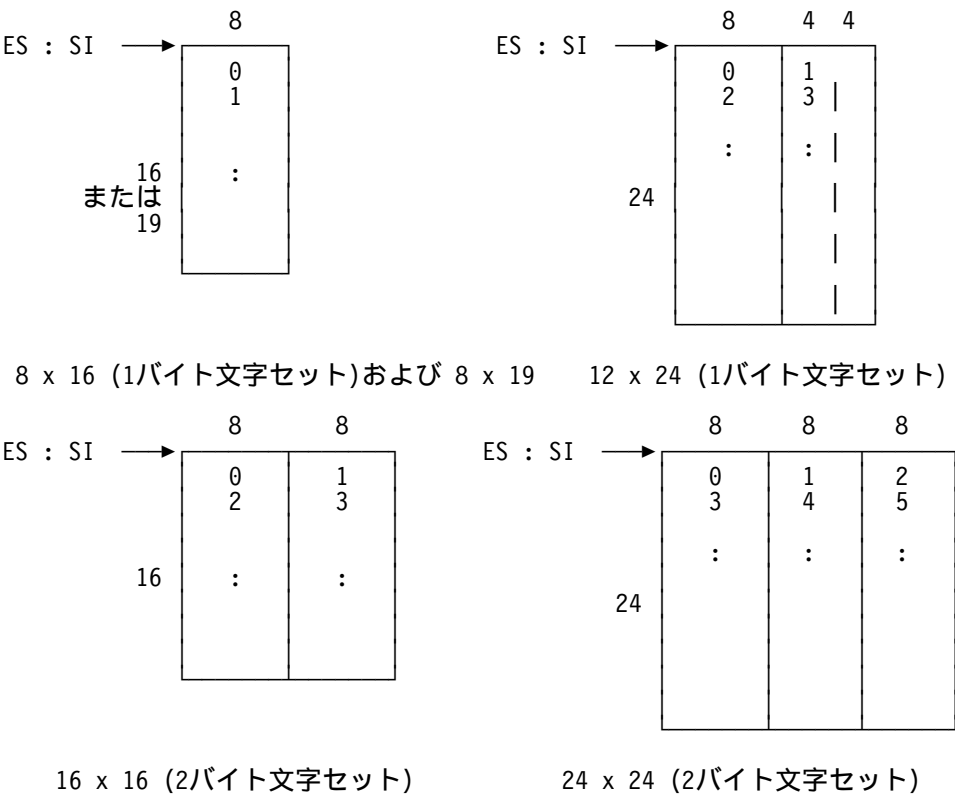 8
ES : SI
0
1
:
16
または
19
8 x 16 (1バイト文字セット)および 8 x 19
8 4 4
ES : SI
0 1
2 3
: :
24
12 x 24 (1バイト文字セット)
8 8
ES : SI
0 1
2 3
16 : :
16 x 16 (2バイト文字セット)
8 8 8
ES : SI
0 1 2
3 4 5
: : :
24
24 x 24 (2バイト文字セット)